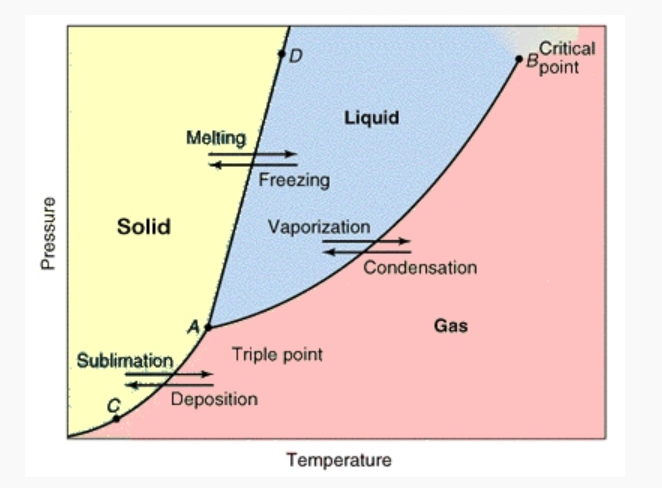 D
B Critical
point
Liquid
Melting
Freezing
Solid
Vaporization
Condensation
Pressure
A
Gas
Triple point
Sublimation
Deposition
C
Temperature